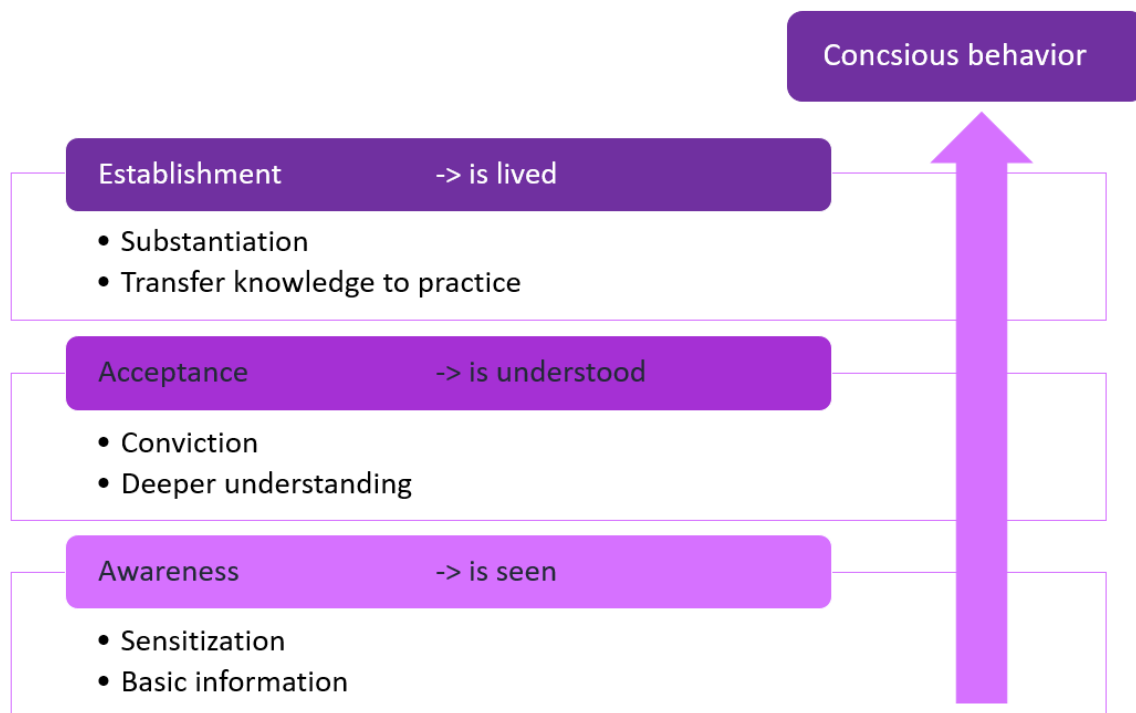 Concsious behavior
Establishment -> is lived
• Substantiation
• Transfer knowledge to practice
Acceptance -> is understood
• Conviction
• Deeper understanding
Awareness -> is seen
• Sensitization
• Basic information